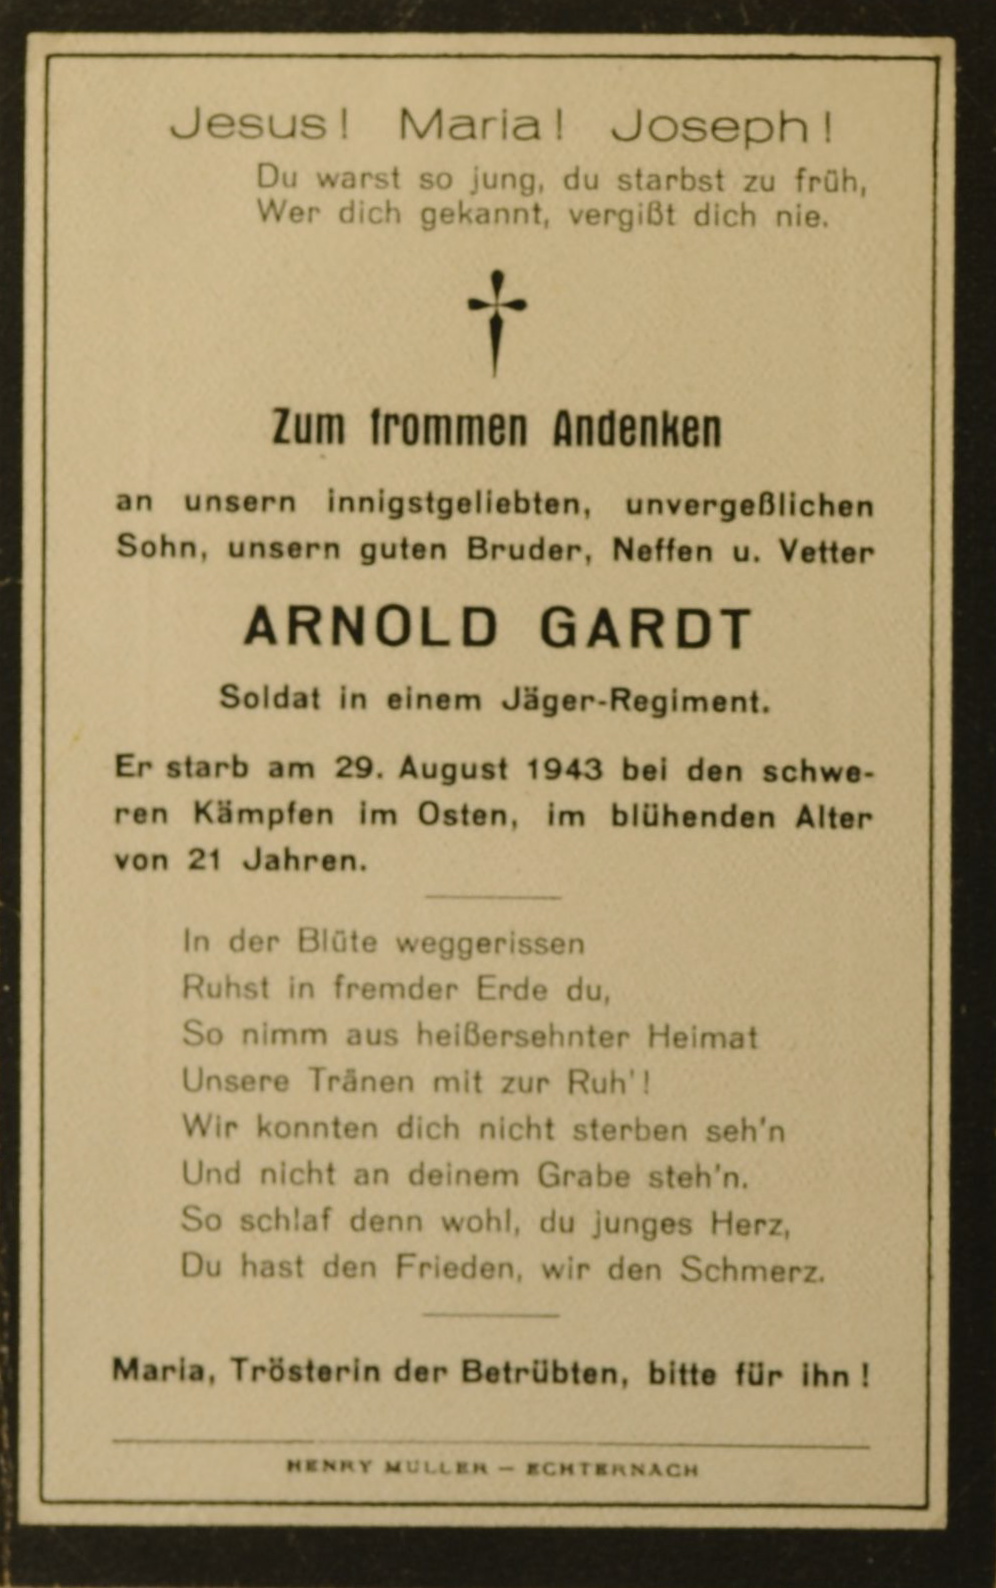 Jesus! Maria! Joseph!
Du warst so jung, du starbst zu früh,
Wer dich gekannt, vergißt dich nie.
Zum frommen Andenken
an unsern innigstgeliebten, unvergeßlichen
Sohn, unsern guten Bruder, Neffen u. Vetter
ARNOLD GARDT
Soldat in einem Jäger-Regiment.
Er starb am 29. August 1943 bei den schwe-
ren Kämpfen im Osten, im blühenden Alter
von 21 Jahren.
In der Blüte weggerissen
Ruhst in fremder Erde du,
So nimm aus heißersehnter Heimat
Unsere Tränen mit zur Ruh'!
Wir konnten dich nicht sterben seh'n
Und nicht an deinem Grabe steh'n.
So schlaf denn wohl, du junges Herz,
Du hast den Frieden, wir den Schmerz.
Maria, Trösterin der Betrübten, bitte für ihn!
HENRY MULLER — ECHTERNACH